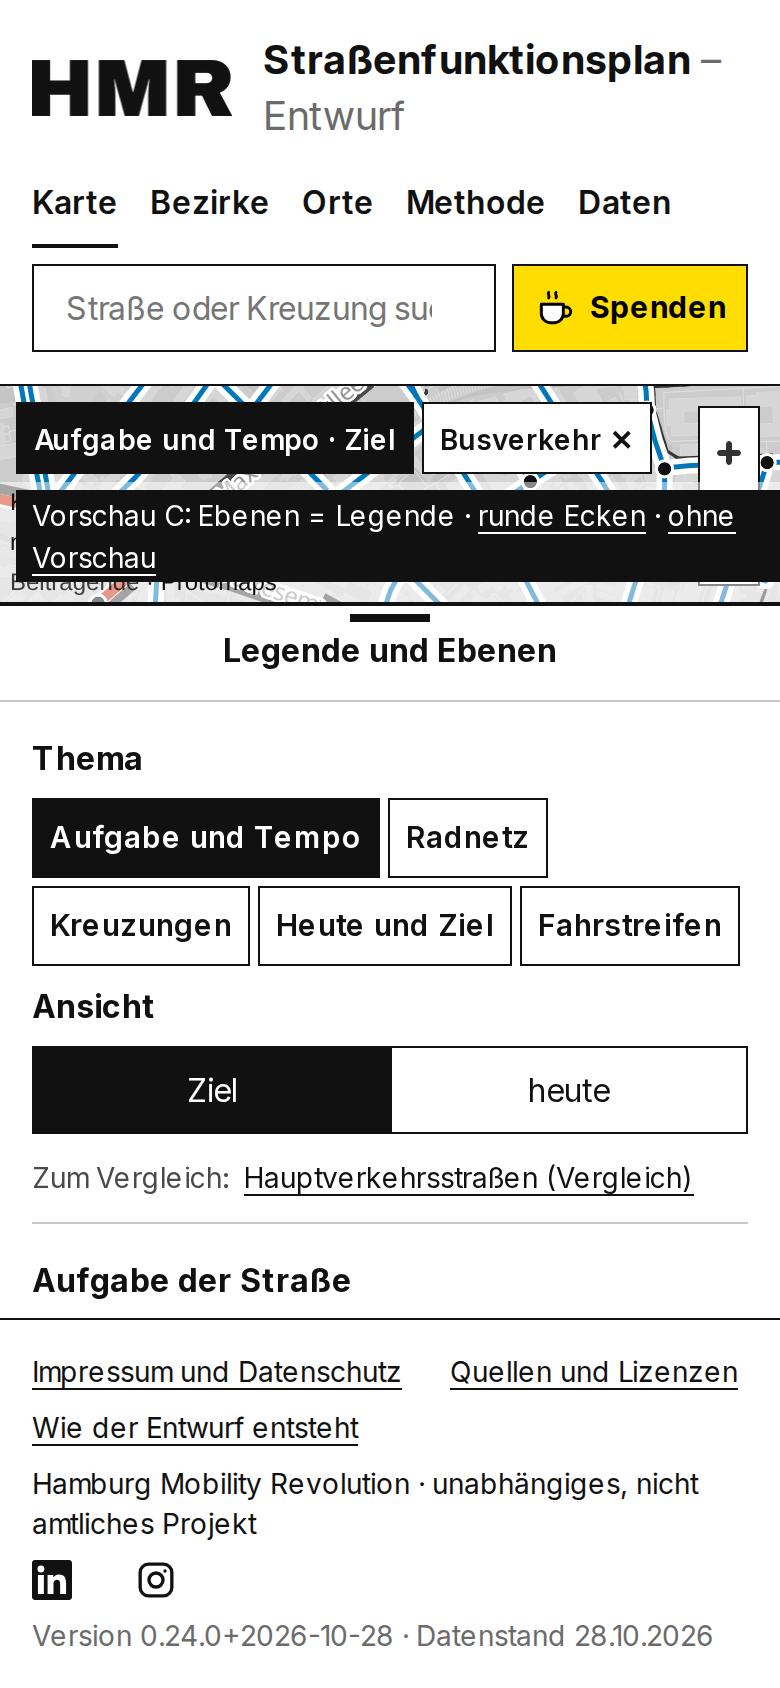 HMR
Straßenfunktionsplan –
Entwurf
Karte Bezirke Orte Methode Daten
Straße oder Kreuzung suc
Spenden
Aufgabe und Tempo · Ziel
Busverkehr ✕
+
Vorschau C: Ebenen = Legende · runde Ecken · ohne
Vorschau
Beitragende · Protomaps
Legende und Ebenen
Thema
Aufgabe und Tempo
Radnetz
Kreuzungen
Heute und Ziel
Fahrstreifen
Ansicht
Ziel
heute
Zum Vergleich: Hauptverkehrsstraßen (Vergleich)
Aufgabe der Straße
Impressum und Datenschutz Quellen und Lizenzen
Wie der Entwurf entsteht
Hamburg Mobility Revolution · unabhängiges, nicht
amtliches Projekt
in
Version 0.24.0+2026-10-28 · Datenstand 28.10.2026